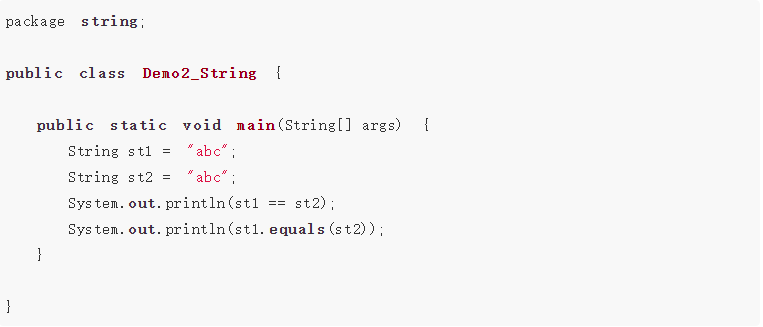 package string;
public class Demo2_String {
public static void main(String[] args) {
String st1 = "abc";
String st2 = "abc";
System.out.println(st1 == st2);
System.out.println(st1.equals(st2));
}
}